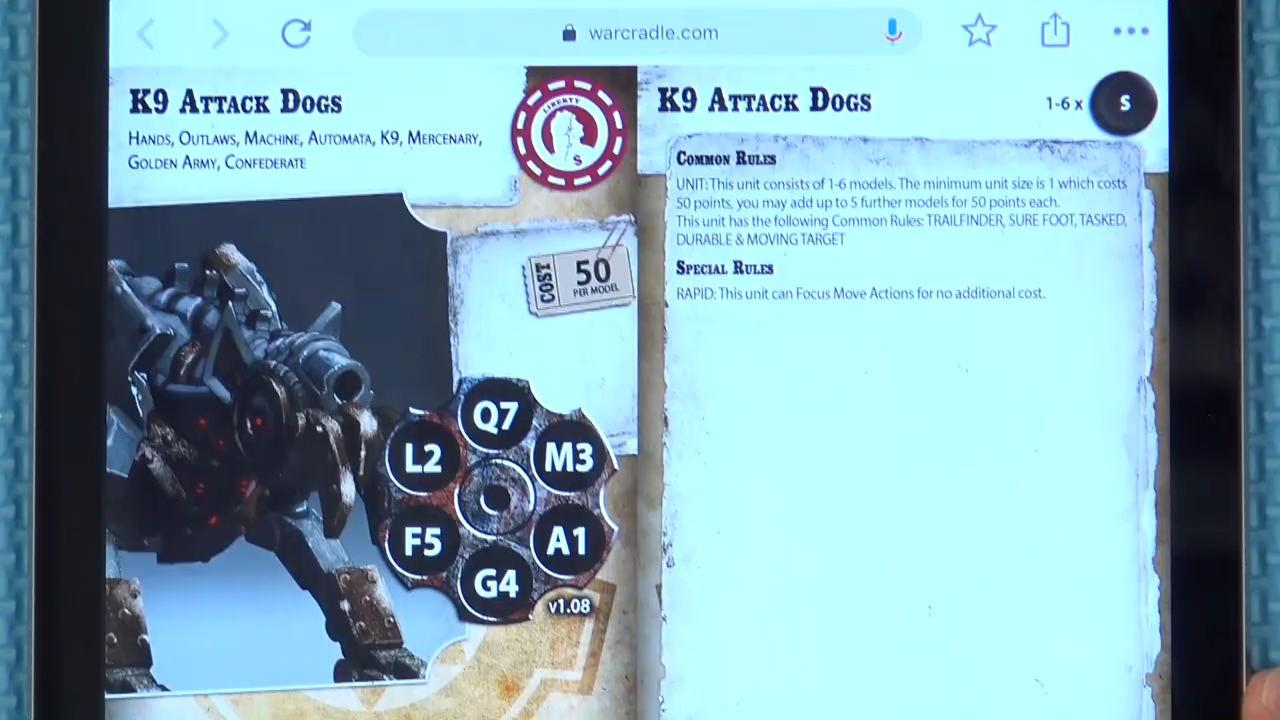 warcradle.com
K9 Attack Dogs
Hands, Outlaws, Machine, Automata, K9, Mercenary,
Golden Army, Confederate
LIBERTY
S
COST
50
PER MODEL
Q7
L2
M3
F5
A1
G4
v1.08
K9 Attack Dogs
1-6 x
S
Common Rules
UNIT: This unit consists of 1-6 models. The minimum unit size is 1 which costs
50 points, you may add up to 5 further models for 50 points each.
This unit has the following Common Rules: TRAILFINDER, SURE FOOT, TASKED,
DURABLE & MOVING TARGET
Special Rules
RAPID: This unit can Focus Move Actions for no additional cost.